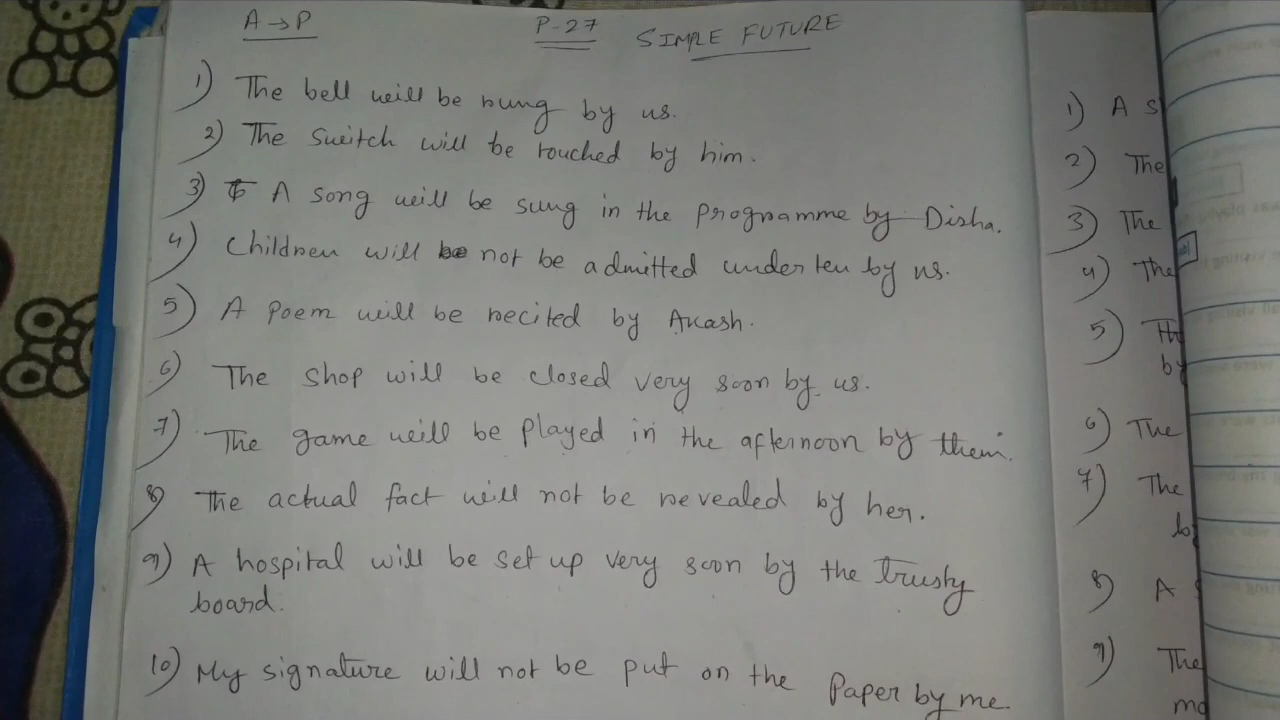 A → P P-27 SIMPLE FUTURE
1) The bell will be rung by us.
2) The switch will be touched by him.
3) A song will be sung in the programme by Disha.
4) Children will not be admitted under ten by us.
5) A poem will be recited by Akash.
6) The shop will be closed very soon by us.
7) The game will be played in the afternoon by them.
8) The actual fact will not be revealed by her.
9) A hospital will be set up very soon by the trusty
board.
10) My signature will not be put on the paper by me.
1) A S
2) The
3) The
4) The
5)
by
6) The
7) The
8) A
9) The